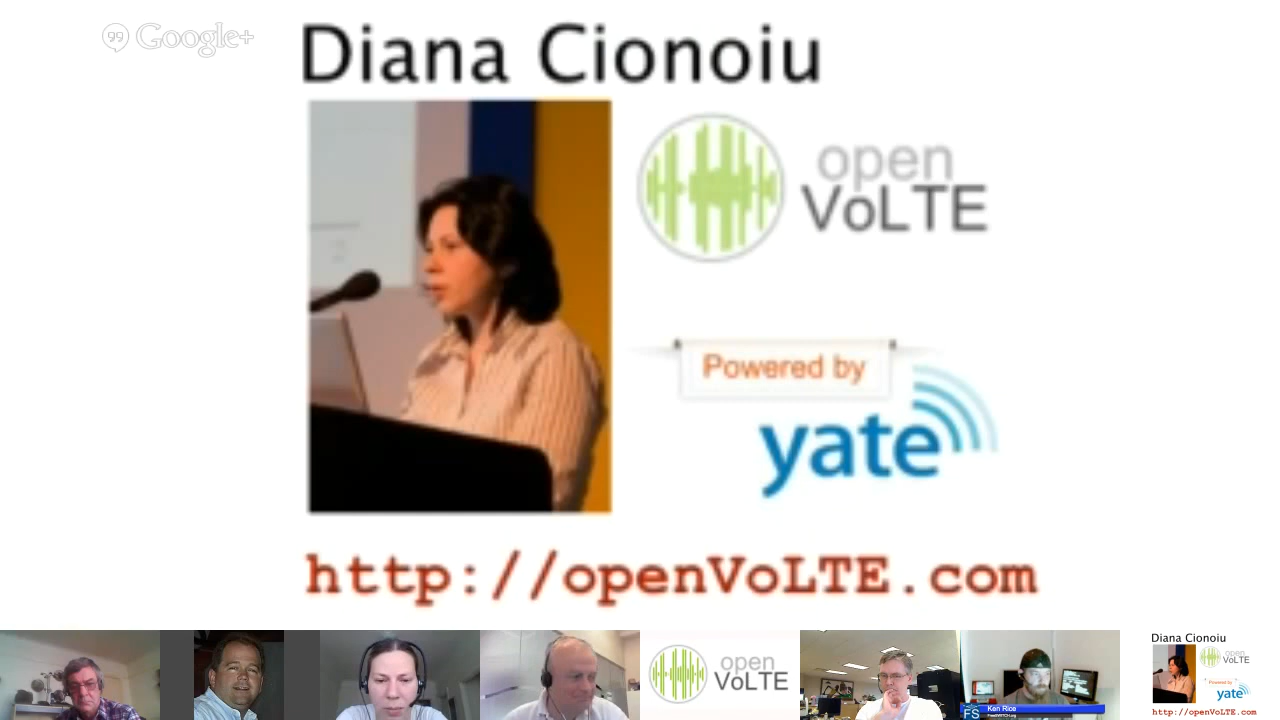 Google+
Diana Cionoiu
open
VoLTE
Powered by
yate
http://openVoLTE.com
open
VoLTE
FS
Ken Rice
Diana Cionoiu
open
VoLTE
Powered by
yate
http://openVoLTE.com